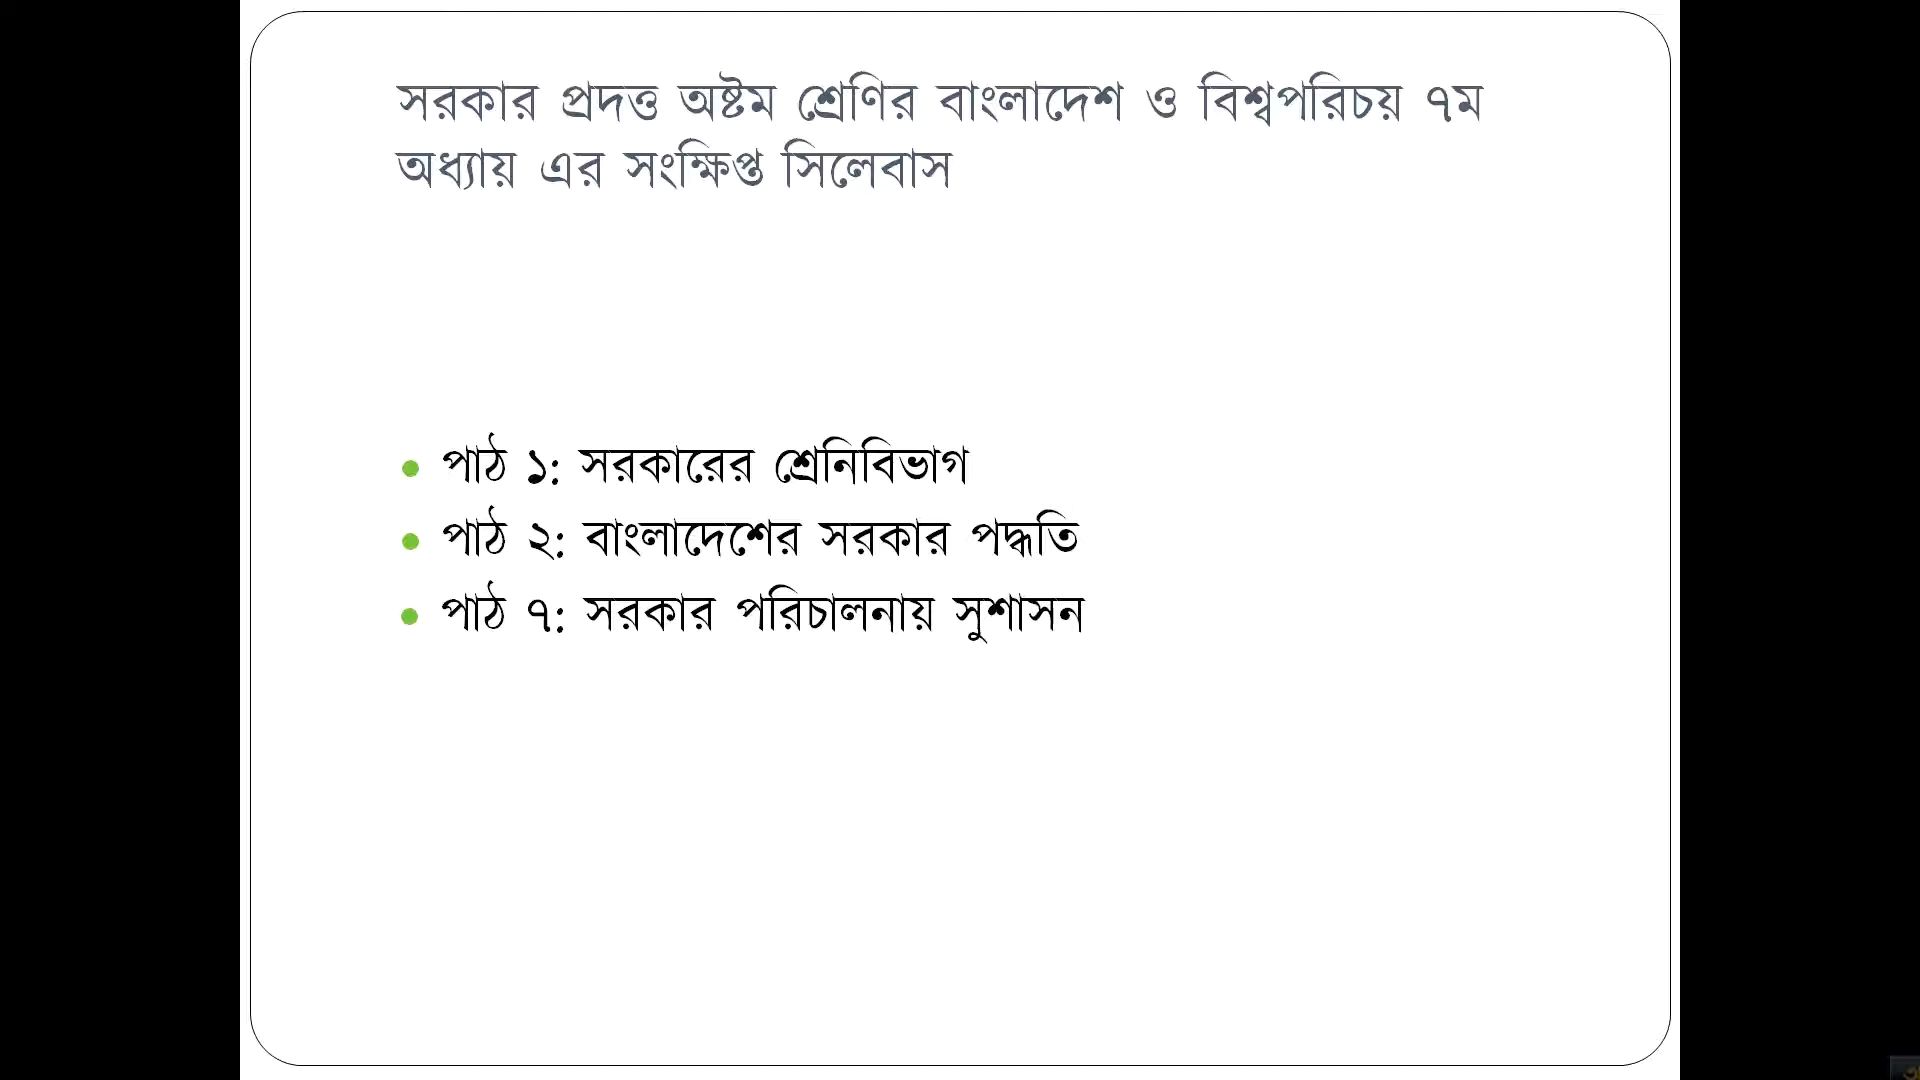 সরকার প্রদত্ত অষ্টম শ্রেণির বাংলাদেশ ও বিশ্বপরিচয় ৭ম
অধ্যায় এর সংক্ষিপ্ত সিলেবাস
• পাঠ ১: সরকারের শ্রেনিবিভাগ
• পাঠ ২: বাংলাদেশের সরকার পদ্ধতি
• পাঠ ৭: সরকার পরিচালনায় সুশাসন